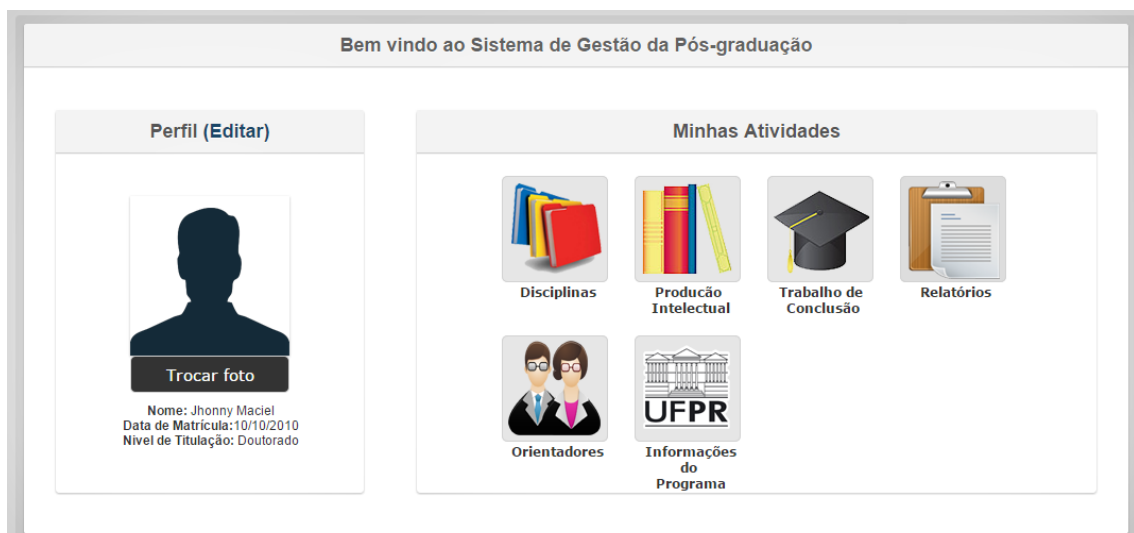 Bem vindo ao Sistema de Gestão da Pós-graduação
Perfil (Editar)
Trocar foto
Nome: Jhonny Maciel
Data de Matrícula:10/10/2010
Nivel de Titulação: Doutorado
Minhas Atividades
Disciplinas
Producão
Intelectual
Trabalho de
Conclusão
Relatórios
Orientadores
UFPR
Informações
do
Programa